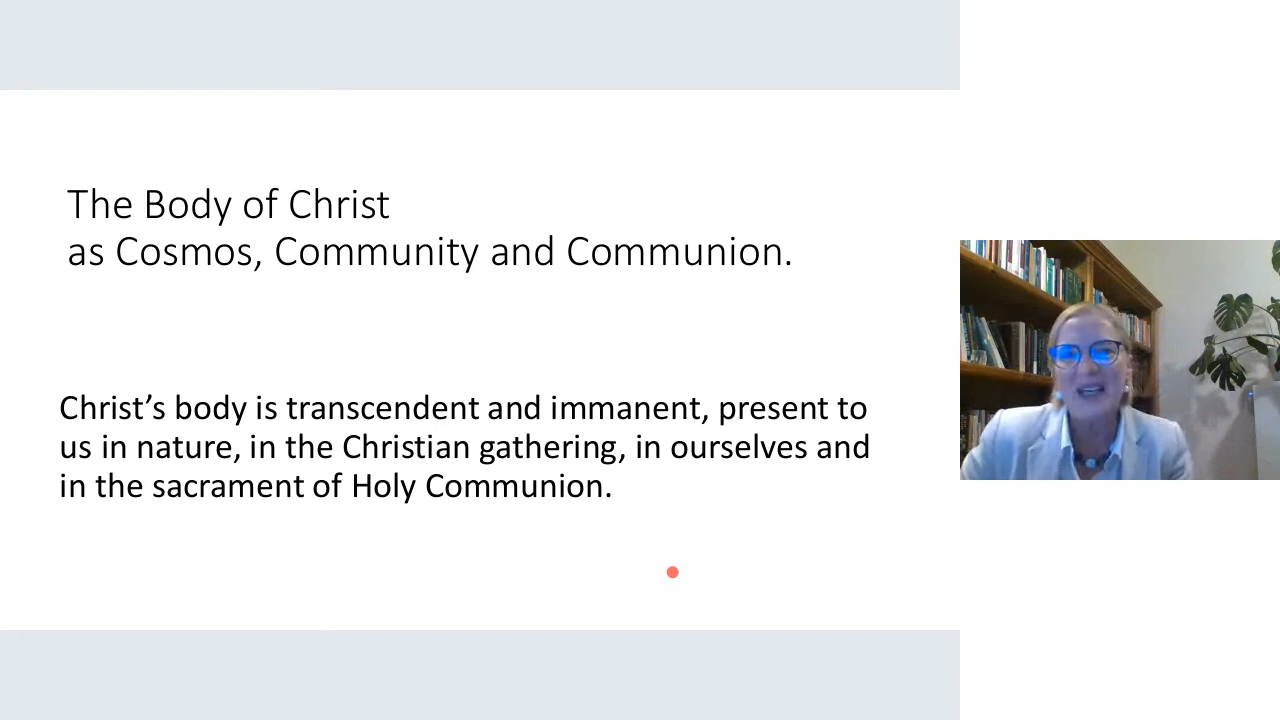 The Body of Christ
as Cosmos, Community and Communion.
Christ’s body is transcendent and immanent, present to
us in nature, in the Christian gathering, in ourselves and
in the sacrament of Holy Communion.